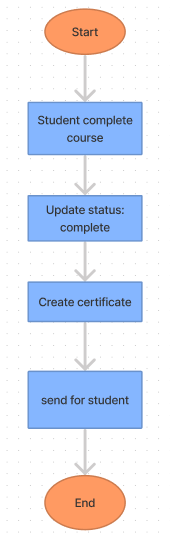 Start
Student complete
course
Update status:
complete
Create certificate
send for student
End